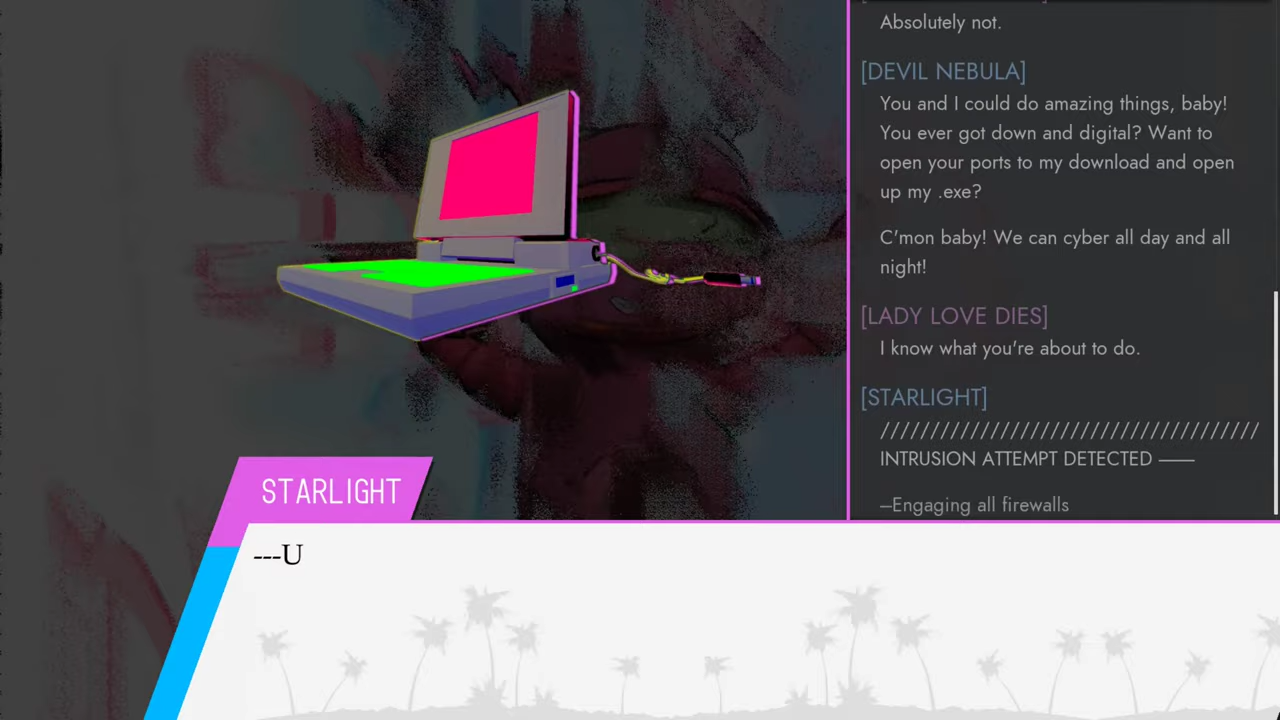 Absolutely not.
[DEVIL NEBULA]
You and I could do amazing things, baby!
You ever got down and digital? Want to
open your ports to my download and open
up my .exe?
C'mon baby! We can cyber all day and all
night!
[LADY LOVE DIES]
I know what you're about to do.
[STARLIGHT]
//////////////////////////////////////
INTRUSION ATTEMPT DETECTED ——
—Engaging all firewalls
STARLIGHT
---U